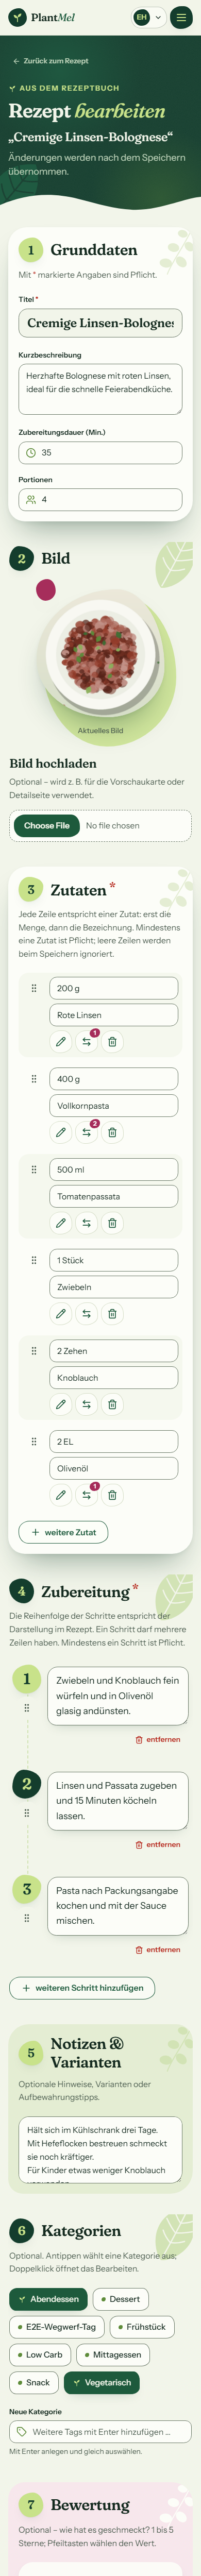 PlantMel
EH
← Zurück zum Rezept
AUS DEM REZEPTBUCH
Rezept bearbeiten
„Cremige Linsen-Bolognese“
Änderungen werden nach dem Speichern
übernommen.
1
Grunddaten
Mit * markierte Angaben sind Pflicht.
Titel *
Cremige Linsen-Bolognes
Kurzbeschreibung
Herzhafte Bolognese mit roten Linsen,
ideal für die schnelle Feierabendküche.
Zubereitungsdauer (Min.)
35
Portionen
4
2
Bild
Aktuelles Bild
Bild hochladen
Optional – wird z. B. für die Vorschaukarte oder
Detailseite verwendet.
Choose File
No file chosen
3
Zutaten *
Jede Zeile entspricht einer Zutat: erst die
Menge, dann die Bezeichnung. Mindestens
eine Zutat ist Pflicht; leere Zeilen werden
beim Speichern ignoriert.
200 g
Rote Linsen
1
400 g
Vollkornpasta
2
500 ml
Tomatenpassata
1 Stück
Zwiebeln
2 Zehen
Knoblauch
2 EL
Olivenöl
1
+ weitere Zutat
4
Zubereitung *
Die Reihenfolge der Schritte entspricht der
Darstellung im Rezept. Ein Schritt darf mehrere
Zeilen haben. Mindestens ein Schritt ist Pflicht.
1
Zwiebeln und Knoblauch fein
würfeln und in Olivenöl
glasig andünsten.
entfernen
2
Linsen und Passata zugeben
und 15 Minuten köcheln
lassen.
entfernen
3
Pasta nach Packungsangabe
kochen und mit der Sauce
mischen.
entfernen
+ weiteren Schritt hinzufügen
5
Notizen &
Varianten
Optionale Hinweise, Varianten oder
Aufbewahrungstipps.
Hält sich im Kühlschrank drei Tage.
Mit Hefeflocken bestreuen schmeckt
sie noch kräftiger.
Für Kinder etwas weniger Knoblauch
6
Kategorien
Optional. Antippen wählt eine Kategorie aus;
Doppelklick öffnet das Bearbeiten.
Abendessen
Dessert
E2E-Wegwerf-Tag
Frühstück
Low Carb
Mittagessen
Snack
Vegetarisch
Neue Kategorie
Weitere Tags mit Enter hinzufügen ...
Mit Enter anlegen und gleich auswählen.
7
Bewertung
Optional – wie hat es geschmeckt? 1 bis 5
Sterne; Pfeiltasten wählen den Wert.